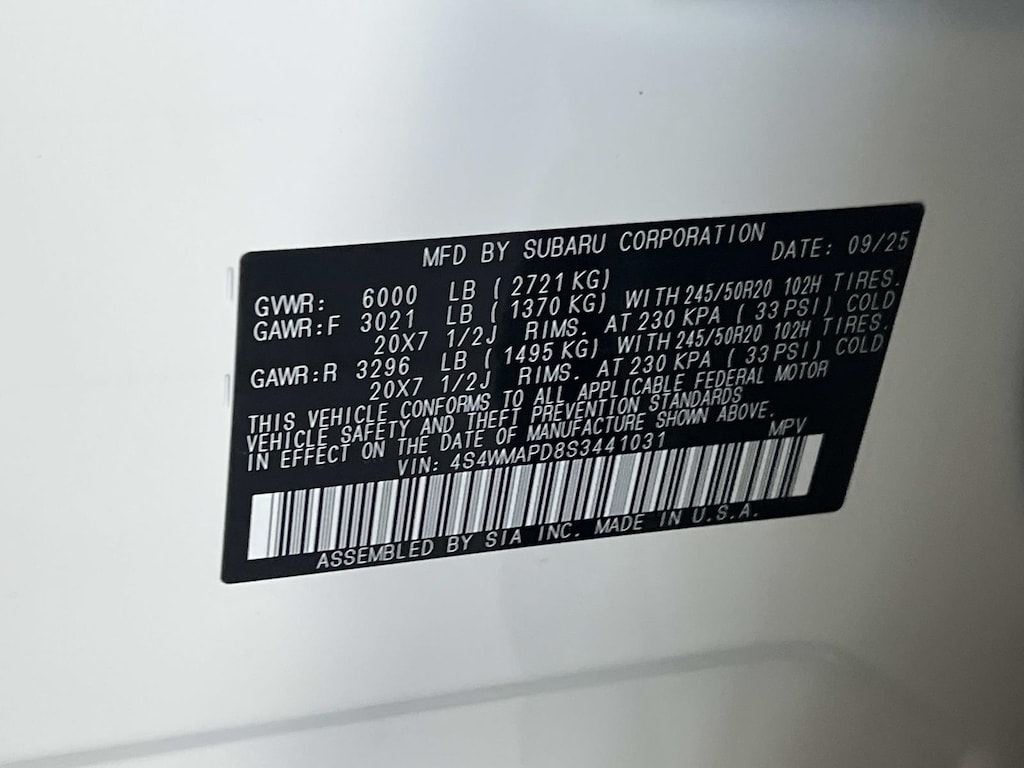 MFD BY SUBARU CORPORATION DATE: 09/25
GVWR: 6000 LB ( 2721 KG)
GAWR:F 3021 LB ( 1370 KG) WITH 245/50R20 102H TIRES.
20X7 1/2J RIMS. AT 230 KPA ( 33 PSI) COLD
GAWR:R 3296 LB ( 1495 KG) WITH 245/50R20 102H TIRES.
20X7 1/2J RIMS. AT 230 KPA ( 33 PSI) COLD
THIS VEHICLE CONFORMS TO ALL APPLICABLE FEDERAL MOTOR
VEHICLE SAFETY AND THEFT PREVENTION STANDARDS
IN EFFECT ON THE DATE OF MANUFACTURE SHOWN ABOVE.
VIN: 4S4WMAPD8S3441031 MPV
ASSEMBLED BY SIA INC. MADE IN U.S.A.